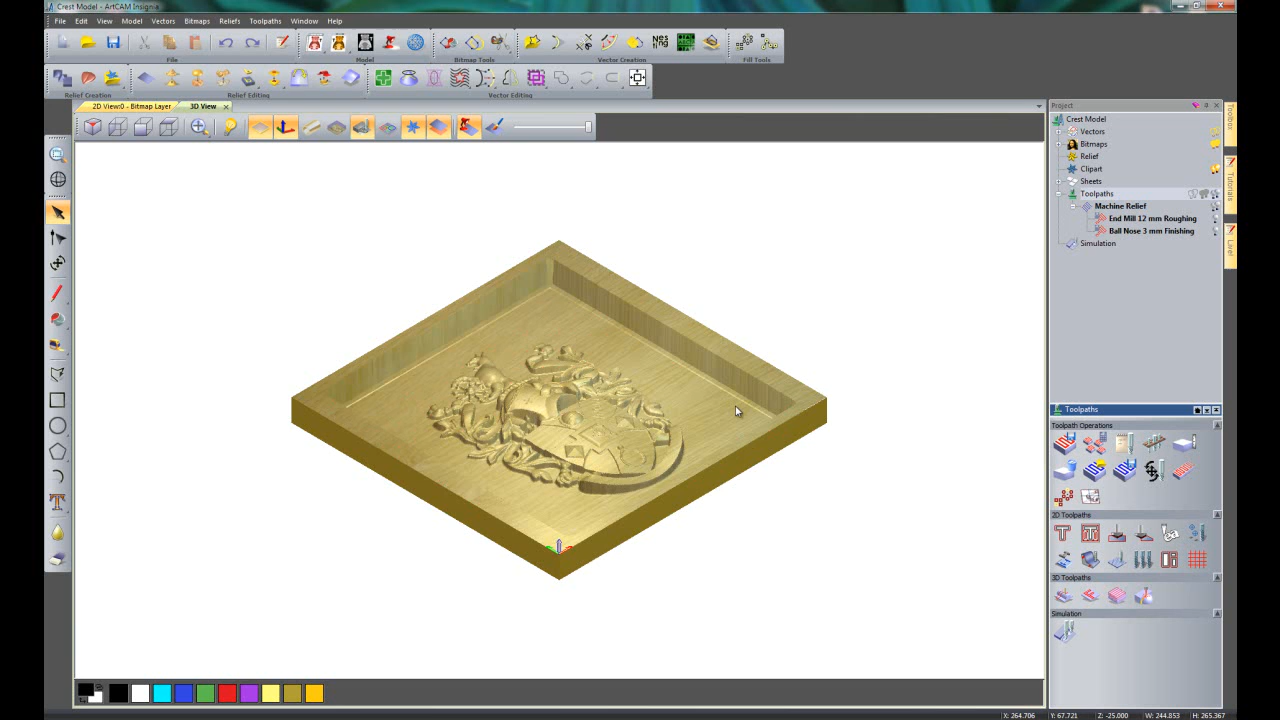 Crest Model - ArtCAM Insignia
File Edit View Model Vectors Bitmaps Reliefs Toolpaths Window Help
File Model Bitmap Tools Vector Creation Fill Tools
Relief Creation Relief Editing Vector Editing
2D View:0 - Bitmap Layer 3D View
Project
Crest Model
Vectors
Bitmaps
Relief
Clipart
Sheets
Toolpaths
Machine Relief
End Mill 12 mm Roughing
Ball Nose 3 mm Finishing
Simulation
Toolbox
Tutorials
Toolpaths
Toolpath Operations
2D Toolpaths
3D Toolpaths
Simulation
X: 264.706 Y: 67.721 Z: -25.000 W: 244.853 H: 265.367